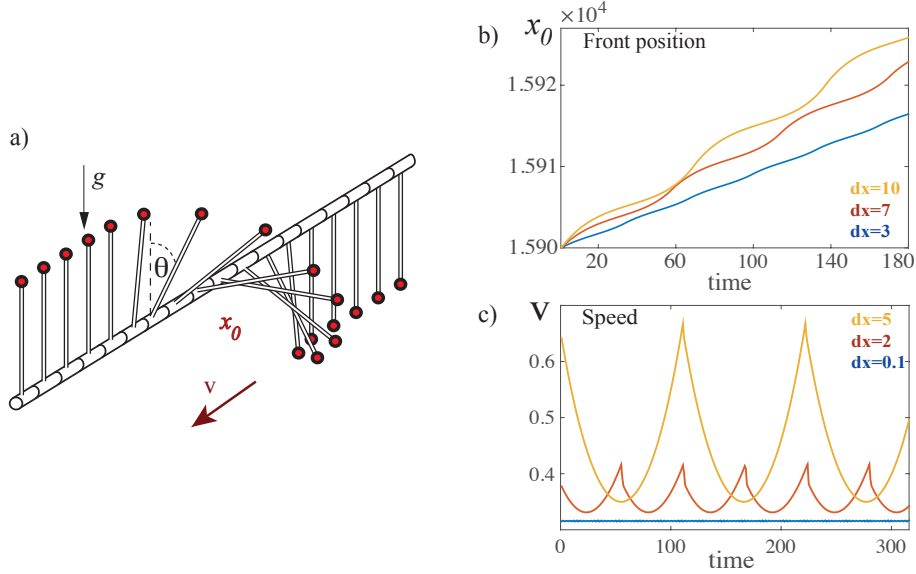 a)
g
θ
x₀
v
b)
x₀ ×10⁴
Front position
1.592
1.591
1.590
dx=10
dx=7
dx=3
20 60 100 140 180
time
c)
V
Speed
0.6
0.5
0.4
dx=5
dx=2
dx=0.1
0 100 200 300
time